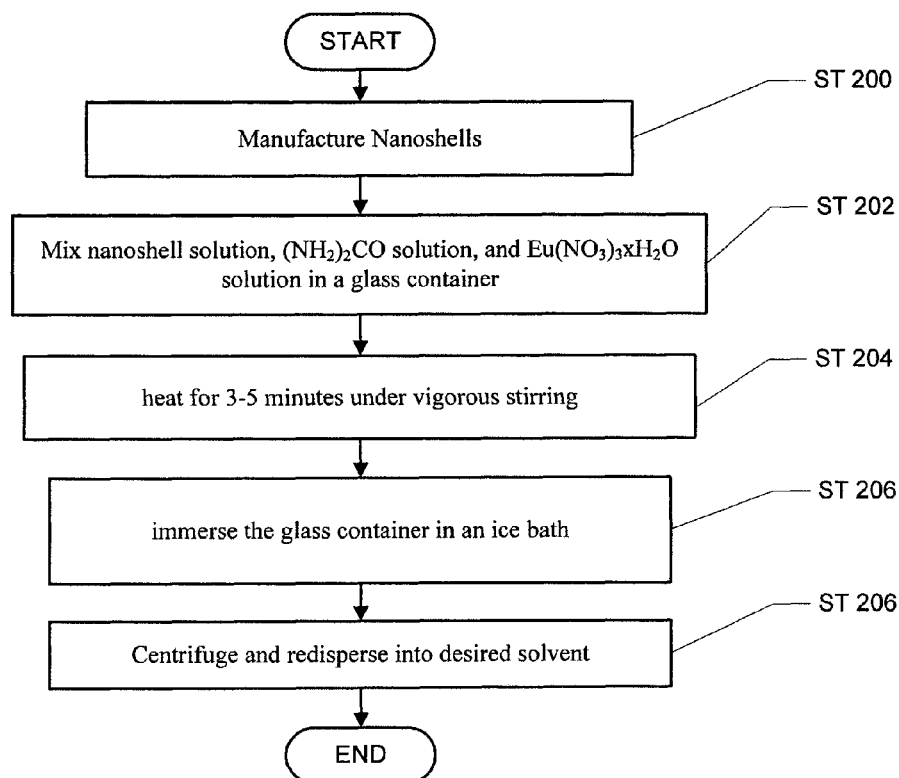 START
ST 200
Manufacture Nanoshells
ST 202
Mix nanoshell solution, (NH₂)₂CO solution, and Eu(NO₃)₃xH₂O
solution in a glass container
ST 204
heat for 3-5 minutes under vigorous stirring
ST 206
immerse the glass container in an ice bath
ST 206
Centrifuge and redisperse into desired solvent
END